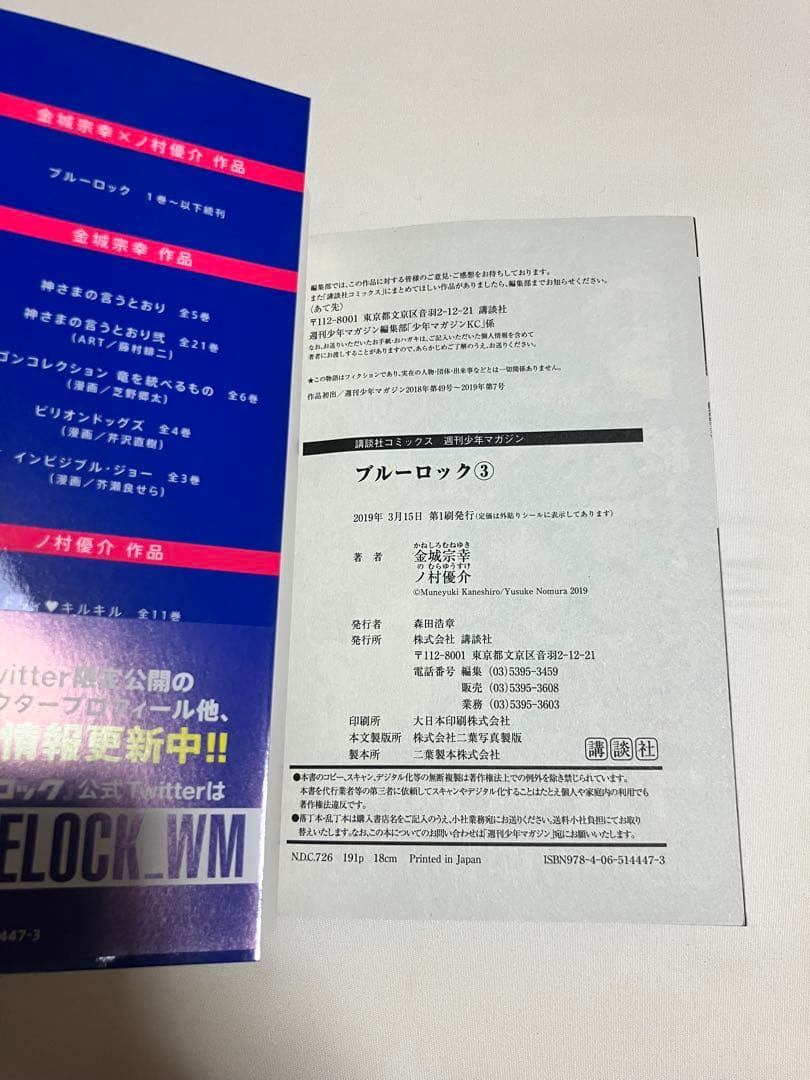 金城宗幸×ノ村優介 作品
ブルーロック 1巻〜以下続刊
金城宗幸 作品
神さまの言うとおり 全5巻
神さまの言うとおり弐 全21巻
(ART/藤村緋二)
ゴンコレクション 竜を統べるもの 全6巻
(漫画/芝野郷太)
ビリオンドッグズ 全4巻
(漫画/芹沢直樹)
インビジブル・ジョー 全3巻
(漫画/芥瀬良せら)
ノ村優介 作品
ィ♥キルキル 全11巻
witter限定公開の
クタープロフィール他、
情報更新中!!
ロック 公式Twitterは
ELOCK_WM
447-3
編集部では、この作品に対する皆様のご意見・ご感想をお待ちしております。
また「講談社コミックス」にまとめてほしい作品がありましたら、編集部までお知らせください。
〈あて先〉
〒112-8001 東京都文京区音羽2-12-21 講談社
週刊少年マガジン編集部「少年マガジンKC」係
なお、お送りいただいたお手紙・おハガキは、ご記入いただいた個人情報を含めて
著者にお渡しすることがありますので、あらかじめご了解のうえ、お送りください。
★この物語はフィクションであり、実在の人物・団体・出来事などとは一切関係ありません。
作品初出/週刊少年マガジン2018年第49号〜2019年第7号
講談社コミックス 週刊少年マガジン
ブルーロック③
2019年 3月15日 第1刷発行(定価は外貼りシールに表示してあります)
かねしろむねゆき
著 者 金城宗幸
の むらゆうすけ
ノ村優介
©Muneyuki Kaneshiro/Yusuke Nomura 2019
発行者 森田浩章
発行所 株式会社 講談社
〒112-8001 東京都文京区音羽2-12-21
電話番号 編集 (03)5395-3459
販売 (03)5395-3608
業務 (03)5395-3603
印刷所 大日本印刷株式会社
本文製版所 株式会社二葉写真製版
製本所 二葉製本株式会社
講談社
●本書のコピー、スキャン、デジタル化等の無断複製は著作権法上での例外を除き禁じられています。
本書を代行業者等の第三者に依頼してスキャンやデジタル化することはたとえ個人や家庭内の利用でも
著作権法違反です。
●落丁本・乱丁本は購入書店名をご記入のうえ、小社業務宛にお送りください。送料小社負担にてお取り
替えいたします。なお、この本についてのお問い合わせは「週刊少年マガジン」宛にお願いいたします。
N.D.C.726 191p 18cm Printed in Japan ISBN978-4-06-514447-3